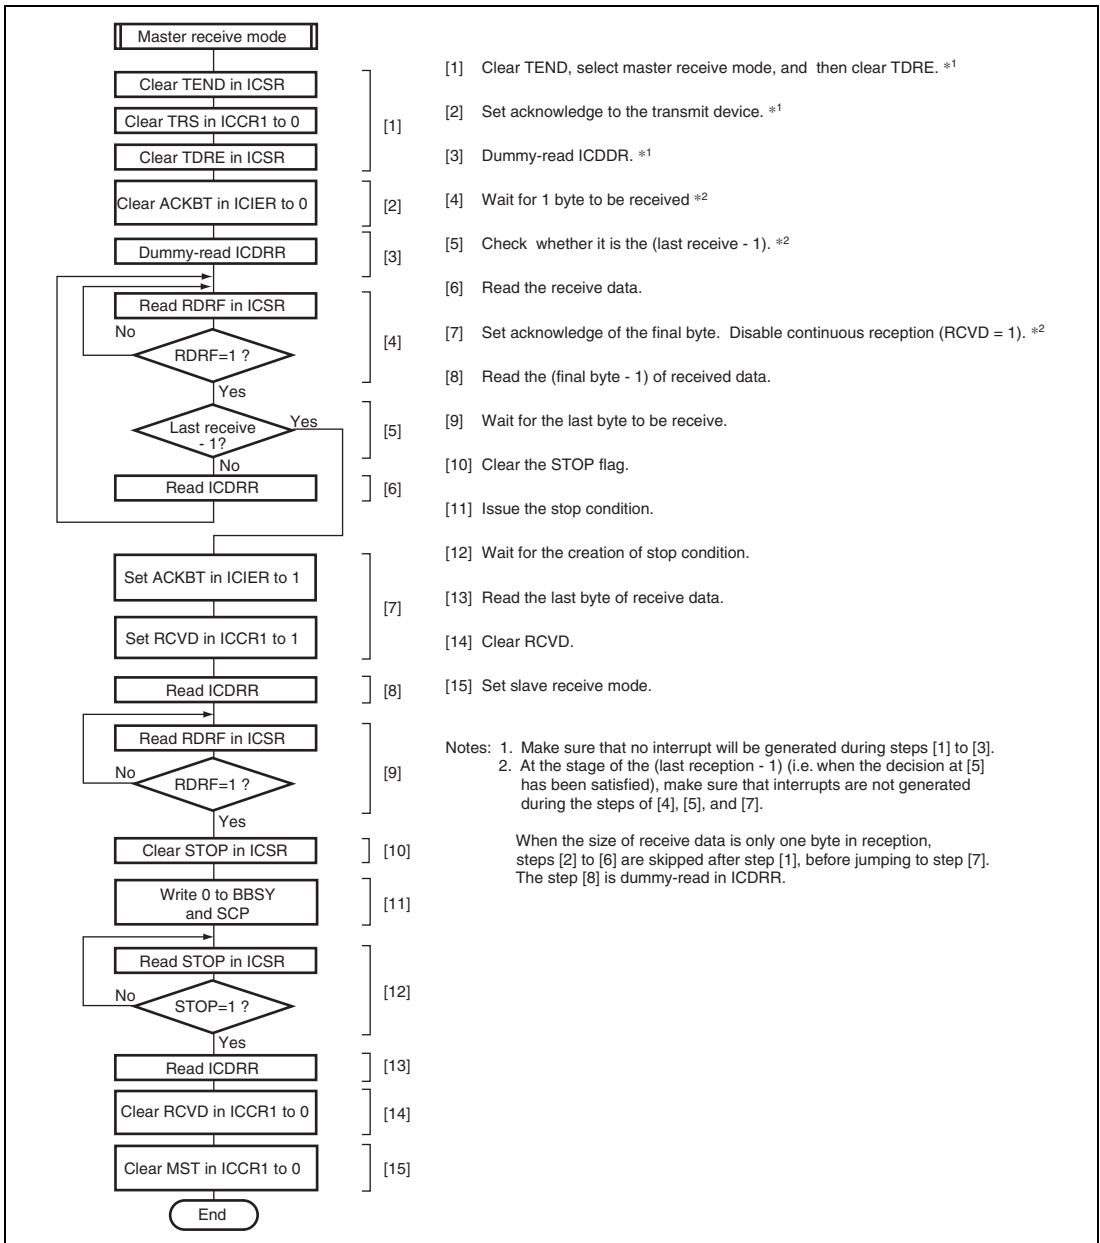 Master receive mode
Clear TEND in ICSR
Clear TRS in ICCR1 to 0
Clear TDRE in ICSR
[1]
Clear ACKBT in ICIER to 0
[2]
Dummy-read ICDRR
[3]
Read RDRF in ICSR
No
RDRF=1 ?
[4]
Yes
Last receive
- 1?
Yes
[5]
No
Read ICDRR
[6]
Set ACKBT in ICIER to 1
[7]
Set RCVD in ICCR1 to 1
Read ICDRR
[8]
Read RDRF in ICSR
No
RDRF=1 ?
[9]
Yes
Clear STOP in ICSR
[10]
Write 0 to BBSY
and SCP
[11]
Read STOP in ICSR
No
STOP=1 ?
[12]
Yes
Read ICDRR
[13]
Clear RCVD in ICCR1 to 0
[14]
Clear MST in ICCR1 to 0
[15]
End
[1] Clear TEND, select master receive mode, and then clear TDRE. *1
[2] Set acknowledge to the transmit device. *1
[3] Dummy-read ICDDR. *1
[4] Wait for 1 byte to be received *2
[5] Check whether it is the (last receive - 1). *2
[6] Read the receive data.
[7] Set acknowledge of the final byte. Disable continuous reception (RCVD = 1). *2
[8] Read the (final byte - 1) of received data.
[9] Wait for the last byte to be receive.
[10] Clear the STOP flag.
[11] Issue the stop condition.
[12] Wait for the creation of stop condition.
[13] Read the last byte of receive data.
[14] Clear RCVD.
[15] Set slave receive mode.
Notes: 1. Make sure that no interrupt will be generated during steps [1] to [3].
2. At the stage of the (last reception - 1) (i.e. when the decision at [5]
has been satisfied), make sure that interrupts are not generated
during the steps of [4], [5], and [7].
When the size of receive data is only one byte in reception,
steps [2] to [6] are skipped after step [1], before jumping to step [7].
The step [8] is dummy-read in ICDRR.